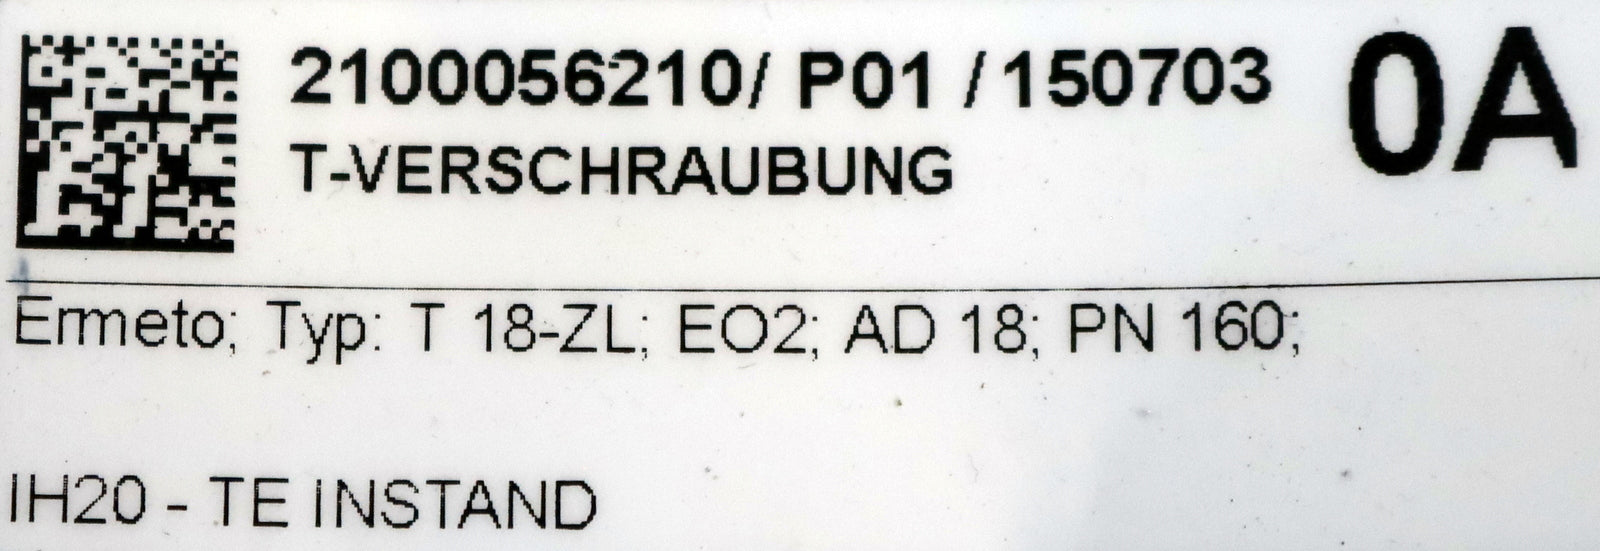 2100056210/ P01 / 150703
0A
T-VERSCHRAUBUNG
Ermeto; Typ: T 18-ZL; EO2; AD 18; PN 160;
IH20 - TE INSTAND